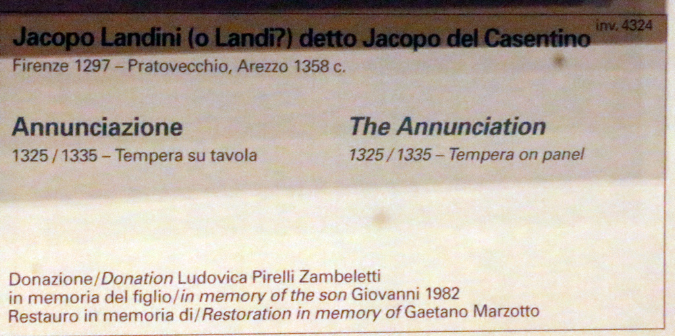 inv. 4324
Jacopo Landini (o Landi?) detto Jacopo del Casentino
Firenze 1297 – Pratovecchio, Arezzo 1358 c.
Annunciazione
1325 / 1335 – Tempera su tavola
The Annunciation
1325 / 1335 – Tempera on panel
Donazione/Donation Ludovica Pirelli Zambeletti
in memoria del figlio/in memory of the son Giovanni 1982
Restauro in memoria di/Restoration in memory of Gaetano Marzotto